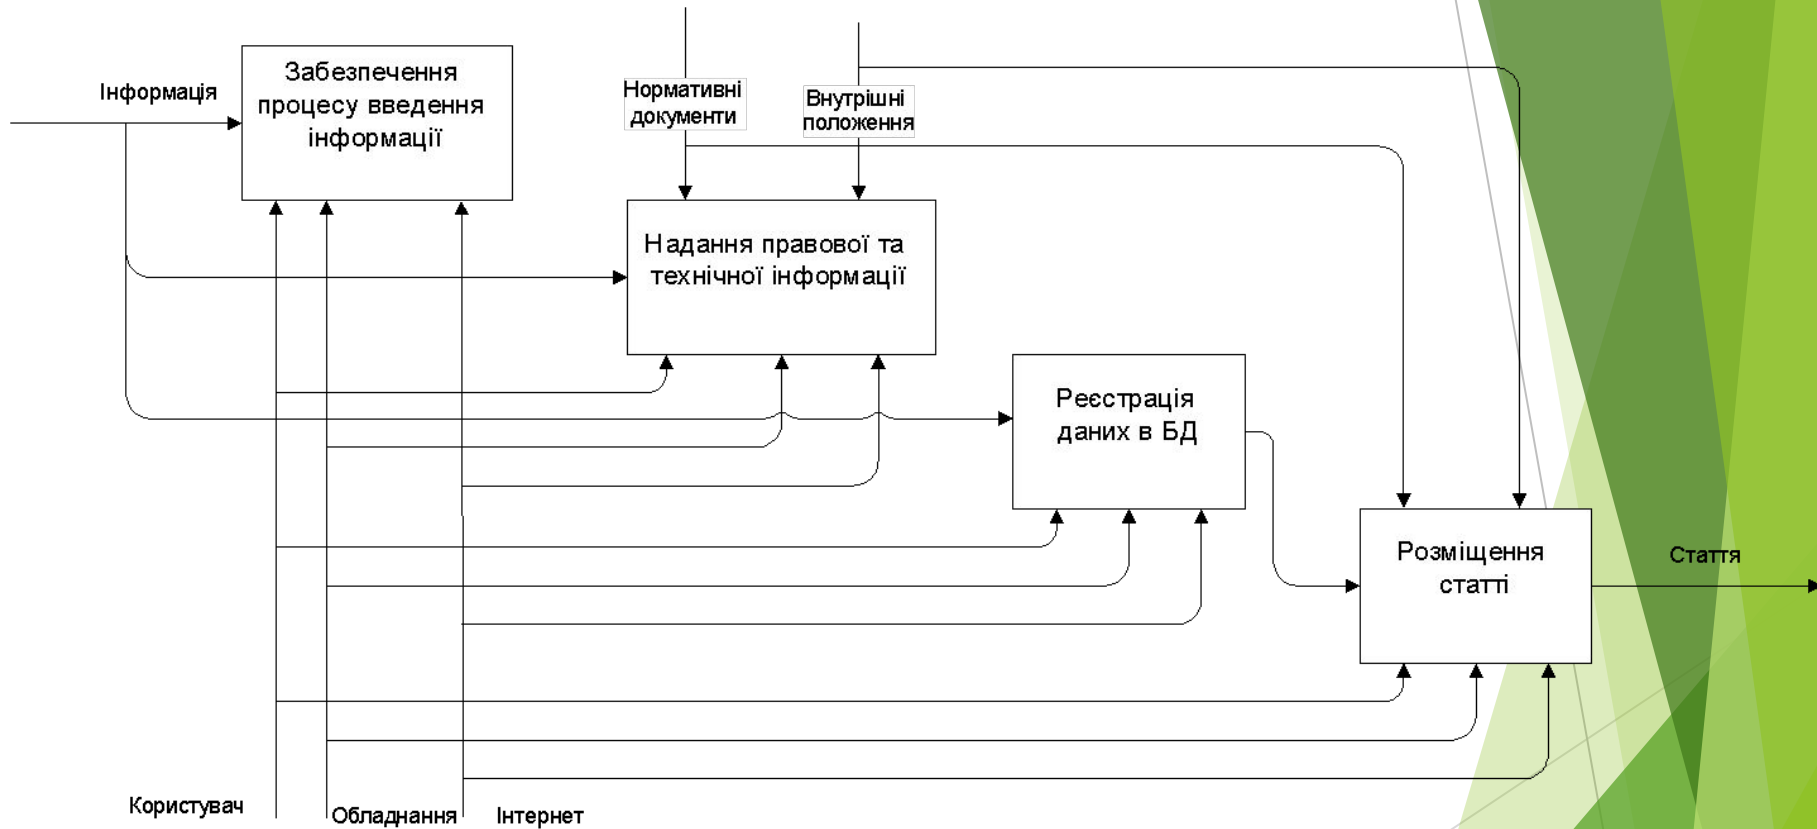 Інформація
Забезпечення
процесу введення
інформації
Нормативні
документи
Внутрішні
положення
Надання правової та
технічної інформації
Реєстрація
даних в БД
Розміщення
статті
Стаття
Користувач
Обладнання
Інтернет